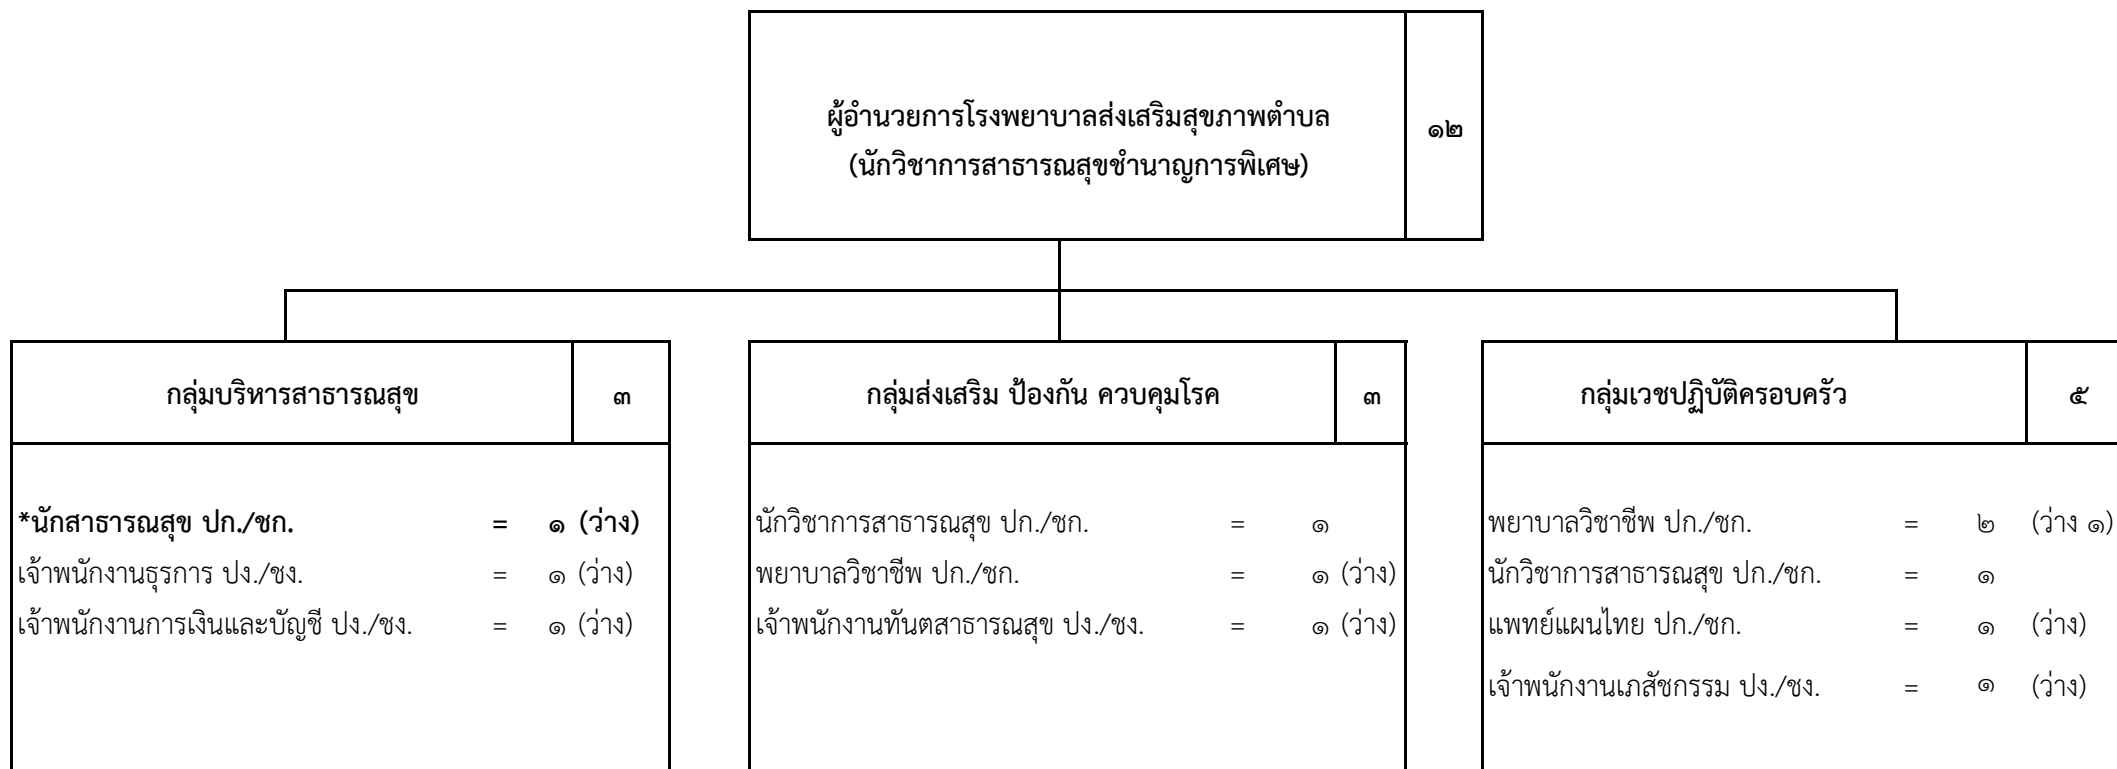 ผู้อำนวยการโรงพยาบาลส่งเสริมสุขภาพตำบล
(นักวิชาการสาธารณสุขชำนาญการพิเศษ)
๑๒
กลุ่มบริหารสาธารณสุข ๓
*นักสาธารณสุข ปก./ชก. = ๑ (ว่าง)
เจ้าพนักงานธุรการ ปง./ชง. = ๑ (ว่าง)
เจ้าพนักงานการเงินและบัญชี ปง./ชง. = ๑ (ว่าง)
กลุ่มส่งเสริม ป้องกัน ควบคุมโรค ๓
นักวิชาการสาธารณสุข ปก./ชก. = ๑
พยาบาลวิชาชีพ ปก./ชก. = ๑ (ว่าง)
เจ้าพนักงานทันตสาธารณสุข ปง./ชง. = ๑ (ว่าง)
กลุ่มเวชปฏิบัติครอบครัว ๕
พยาบาลวิชาชีพ ปก./ชก. = ๒ (ว่าง ๑)
นักวิชาการสาธารณสุข ปก./ชก. = ๑
แพทย์แผนไทย ปก./ชก. = ๑ (ว่าง)
เจ้าพนักงานเภสัชกรรม ปง./ชง. = ๑ (ว่าง)